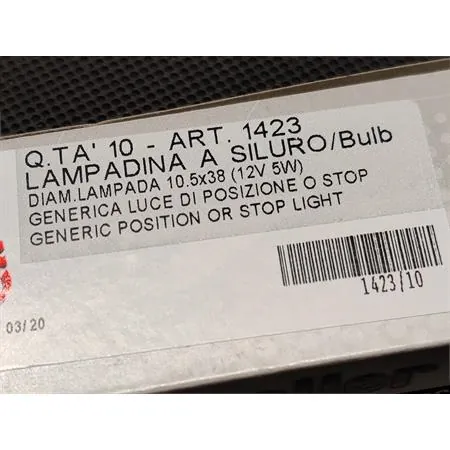 Q.TA' 10 - ART. 1423
LAMPADINA A SILURO/Bulb
DIAM.LAMPADA 10.5x38 (12V 5W)
GENERICA LUCE DI POSIZIONE O STOP
GENERIC POSITION OR STOP LIGHT
1423/10
03/20